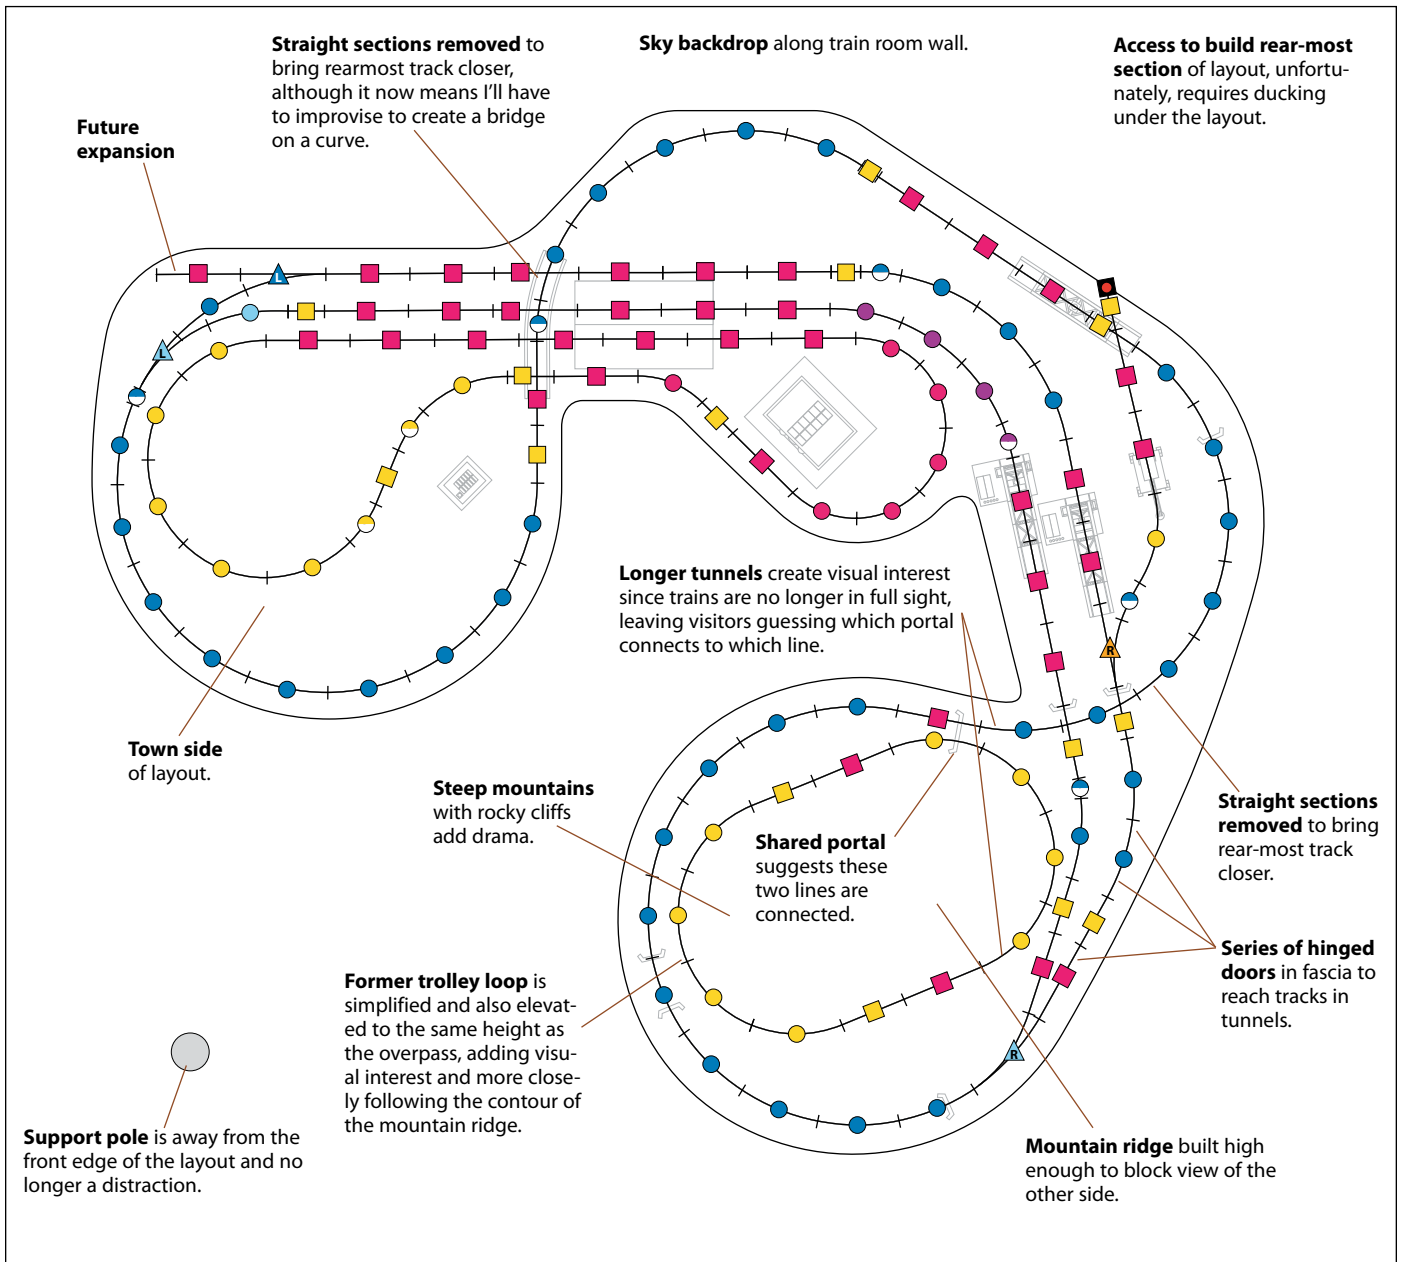 Straight sections removed to
bring rearmost track closer,
although it now means I'll have
to improvise to create a bridge
on a curve.
Sky backdrop along train room wall.
Access to build rear-most
section of layout, unfortu-
nately, requires ducking
under the layout.
Future
expansion
L
L
Longer tunnels create visual interest
since trains are no longer in full sight,
leaving visitors guessing which portal
connects to which line.
R
Town side
of layout.
Steep mountains
with rocky cliffs
add drama.
Shared portal
suggests these
two lines are
connected.
Straight sections
removed to bring
rear-most track
closer.
Series of hinged
doors in fascia to
reach tracks in
tunnels.
Former trolley loop is
simplified and also elevat-
ed to the same height as
the overpass, adding visu-
al interest and more close-
ly following the contour of
the mountain ridge.
R
Support pole is away from the
front edge of the layout and no
longer a distraction.
Mountain ridge built high
enough to block view of the
other side.